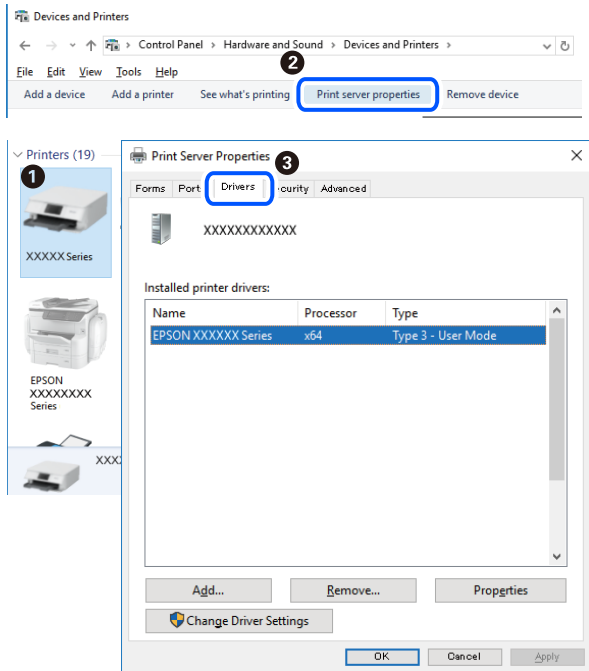 Devices and Printers
Control Panel > Hardware and Sound > Devices and Printers >
2
File Edit View Tools Help
Add a device Add a printer See what's printing Print server properties Remove device
Printers (19)
1
XXXXX Series
EPSON
XXXXXXXX
Series
XXX
Print Server Properties
3
Forms Port Drivers curity Advanced
XXXXXXXXXXXX
Installed printer drivers:
Name Processor Type
EPSON XXXXXX Series x64 Type 3 - User Mode
Add... Remove... Properties
Change Driver Settings
OK Cancel Apply